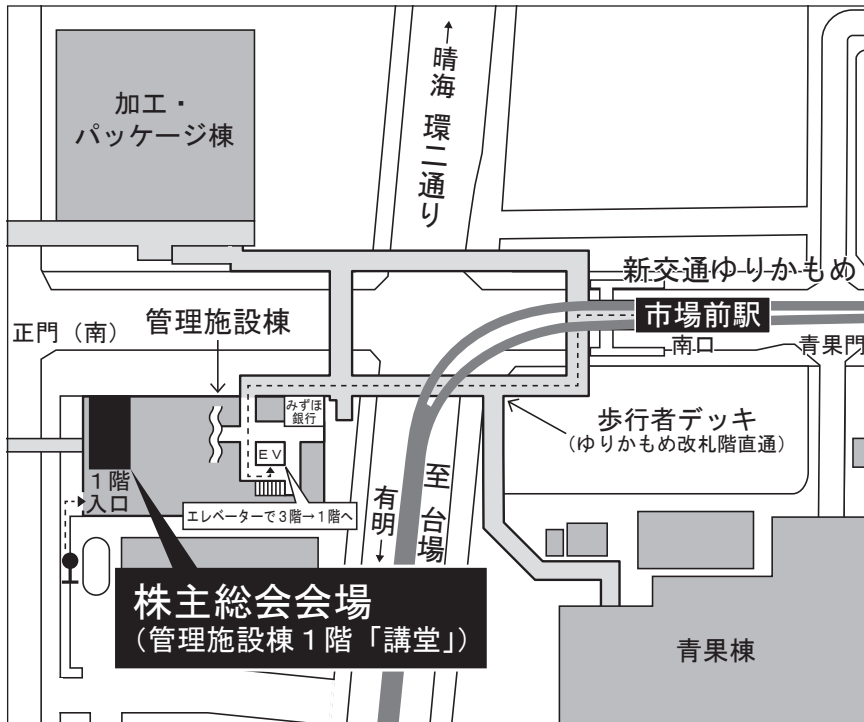 ↑晴海 環二通り
加工・
パッケージ棟
新交通ゆりかもめ
市場前駅
正門（南）
管理施設棟
南口
青果門
みずほ
銀行
歩行者デッキ
（ゆりかもめ改札階直通）
ＥＶ
１階
入口
エレベーターで３階→１階へ
有明↓
至 台場
株主総会会場
（管理施設棟１階「講堂」）
青果棟